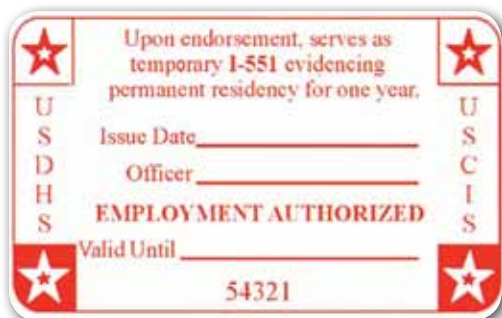 Upon endorsement, serves as
temporary I-551 evidencing
permanent residency for one year.
USDHS
USCIS
Issue Date
Officer
EMPLOYMENT AUTHORIZED
Valid Until
54321